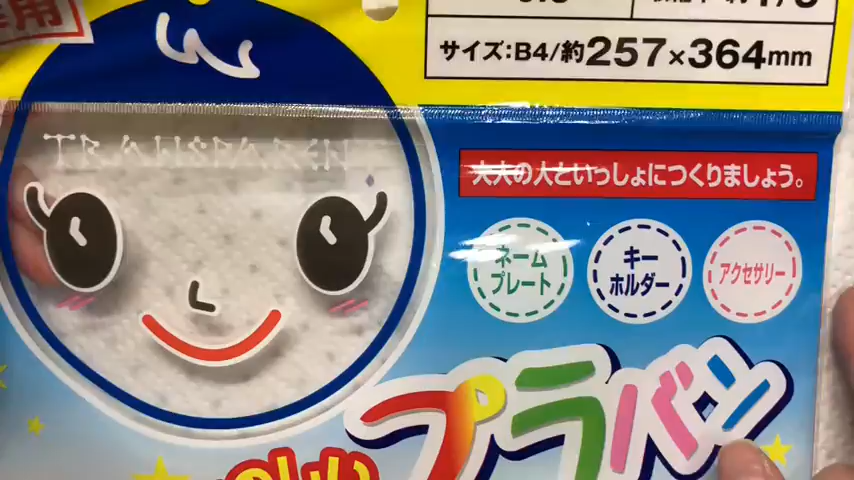 専用
サイズ:B4/約257×364mm
TRANSPAREN
大人の人といっしょにつくりましょう。
ネーム
プレート
キー
ホルダー
アクセサリー
プラバン